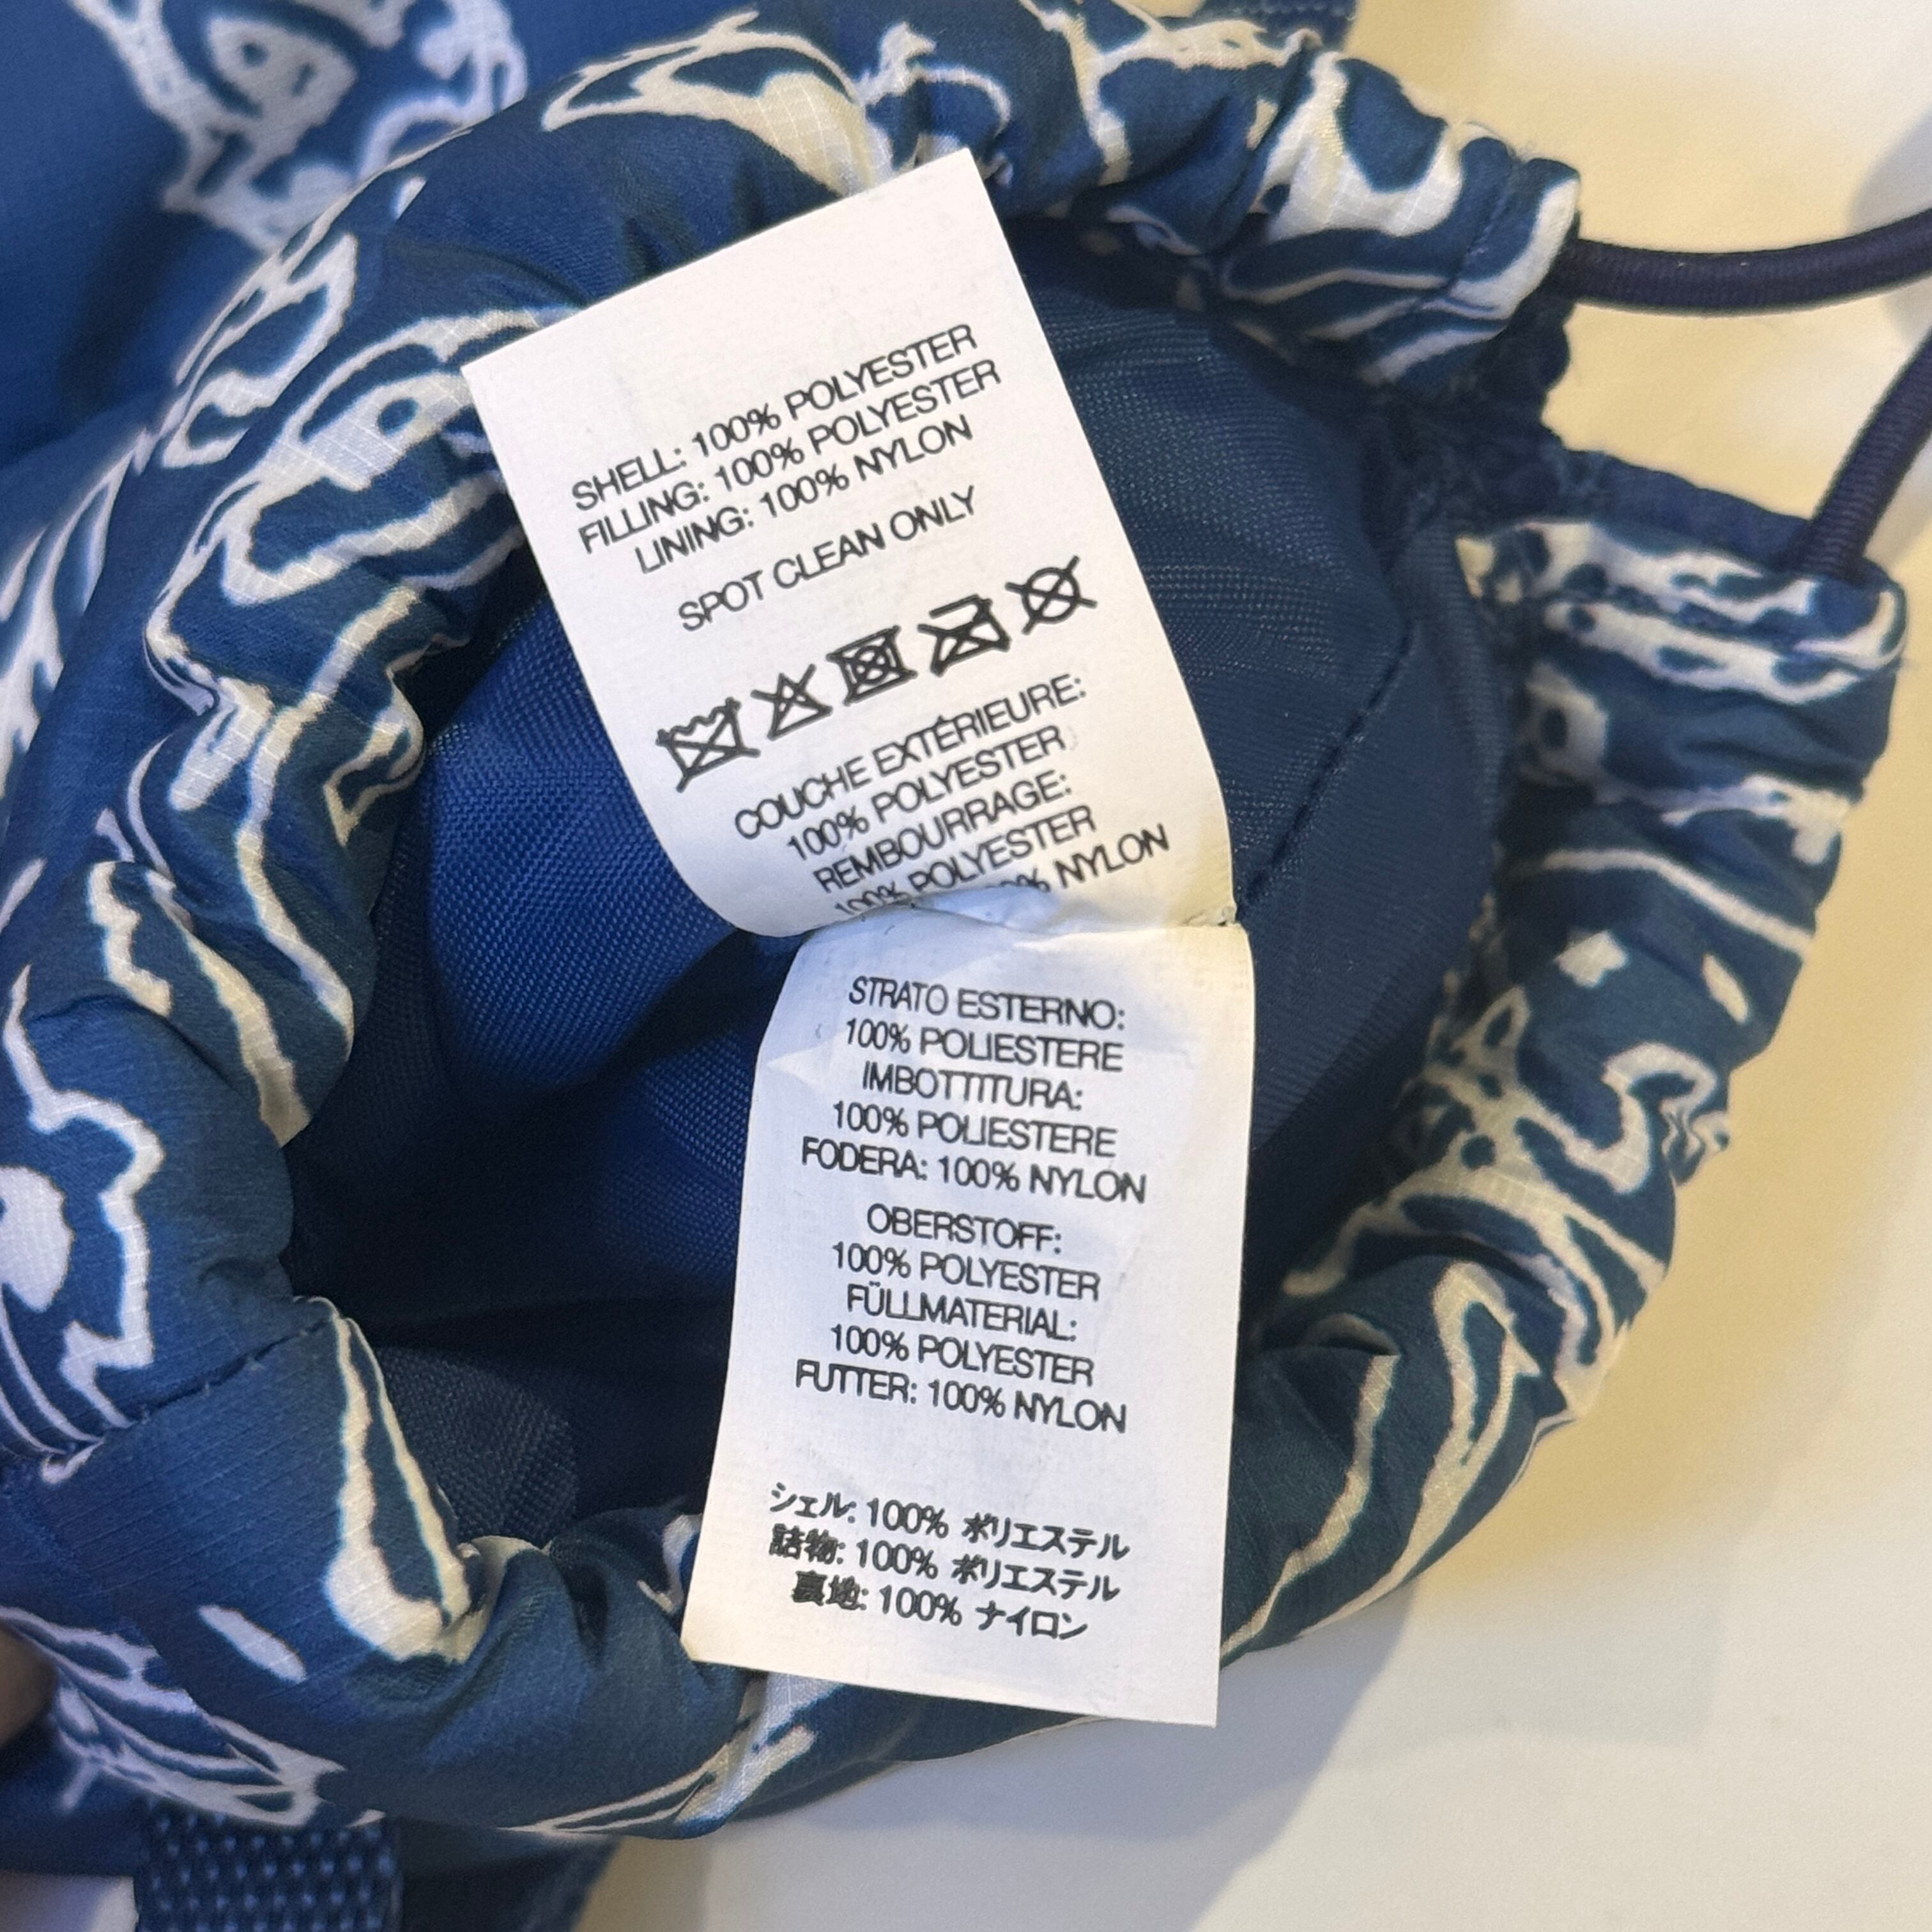 SHELL: 100% POLYESTER
FILLING: 100% POLYESTER
LINING: 100% NYLON
SPOT CLEAN ONLY
COUCHE EXTÉRIEURE:
100% POLYESTER
REMBOURRAGE:
100% POLYESTER
NYLON
STRATO ESTERNO:
100% POLIESTERE
IMBOTTITURA:
100% POLIESTERE
FODERA: 100% NYLON
OBERSTOFF:
100% POLYESTER
FÜLLMATERIAL:
100% POLYESTER
FUTTER: 100% NYLON
シェル: 100% ポリエステル
詰物: 100% ポリエステル
裏地: 100% ナイロン